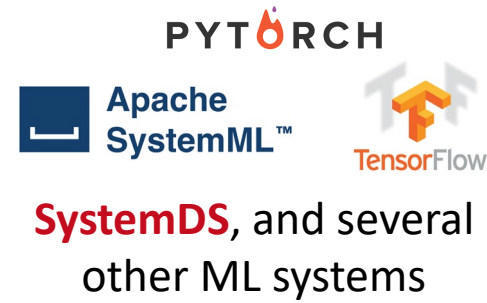 PYTORCH
Apache
SystemML™
TensorFlow
SystemDS, and several
other ML systems